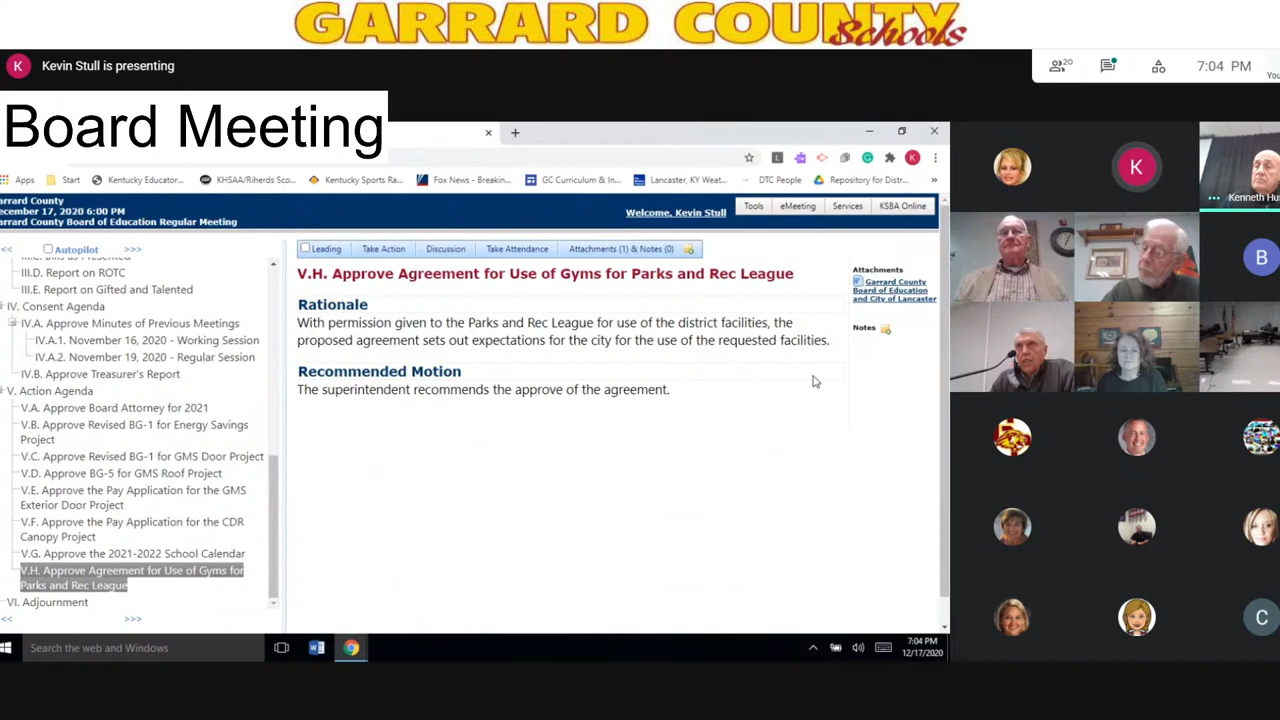 GARRARD COUNTY
Schools
K
Kevin Stull is presenting
20
7:04 PM
You
Board Meeting
Apps
Start
Kentucky Educator...
KHSAA/Riherds Sco...
Kentucky Sports Ra...
Fox News - Breakin...
GC Curriculum & In...
Lancaster, KY Weat...
DTC People
Repository for Distr...
»
arrard County
ecember 17, 2020 6:00 PM
arrard County Board of Education Regular Meeting
Welcome, Kevin Stull
Tools
eMeeting
Services
KSBA Online
<<
Autopilot
>>>
III.C. Bills as Presented
III.D. Report on ROTC
III.E. Report on Gifted and Talented
IV. Consent Agenda
IV.A. Approve Minutes of Previous Meetings
IV.A.1. November 16, 2020 - Working Session
IV.A.2. November 19, 2020 - Regular Session
IV.B. Approve Treasurer's Report
V. Action Agenda
V.A. Approve Board Attorney for 2021
V.B. Approve Revised BG-1 for Energy Savings
Project
V.C. Approve Revised BG-1 for GMS Door Project
V.D. Approve BG-5 for GMS Roof Project
V.E. Approve the Pay Application for the GMS
Exterior Door Project
V.F. Approve the Pay Application for the CDR
Canopy Project
V.G. Approve the 2021-2022 School Calendar
V.H. Approve Agreement for Use of Gyms for
Parks and Rec League
VI. Adjournment
<<
>>>
Leading
Take Action
Discussion
Take Attendance
Attachments (1) & Notes (0)
V.H. Approve Agreement for Use of Gyms for Parks and Rec League
Rationale
With permission given to the Parks and Rec League for use of the district facilities, the
proposed agreement sets out expectations for the city for the use of the requested facilities.
Recommended Motion
The superintendent recommends the approve of the agreement.
Attachments
Garrard County
Board of Education
and City of Lancaster
Notes
Search the web and Windows
7:04 PM
12/17/2020
K
Kenneth Hu
B
C